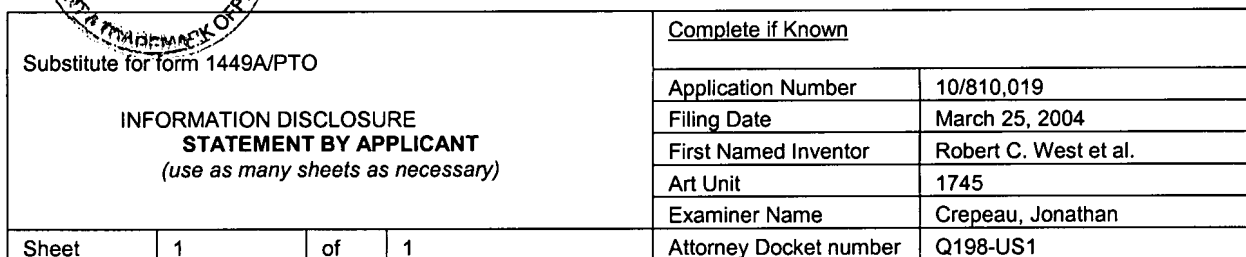 TRADEMARK OF
Substitute for form 1449A/PTO
INFORMATION DISCLOSURE
STATEMENT BY APPLICANT
(use as many sheets as necessary)
Sheet 1 of 1
Complete if Known
Application Number 10/810,019
Filing Date March 25, 2004
First Named Inventor Robert C. West et al.
Art Unit 1745
Examiner Name Crepeau, Jonathan
Attorney Docket number Q198-US1